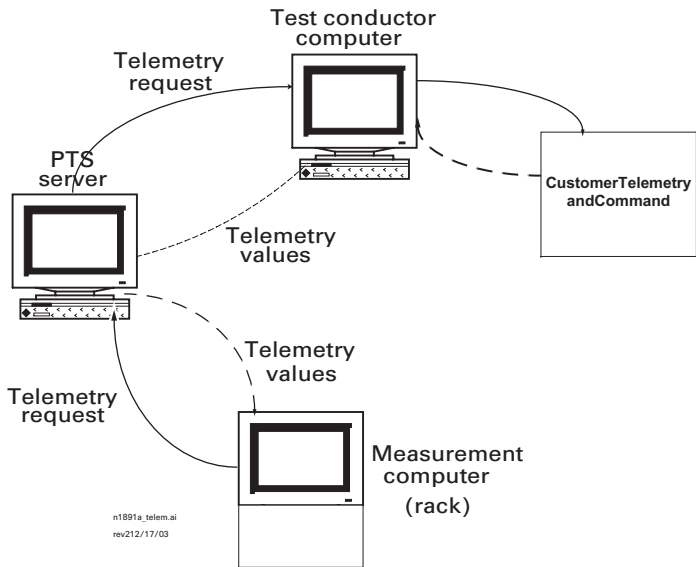 Test conductor
computer
Telemetry
request
PTS
server
CustomerTelemetry
andCommand
Telemetry
values
Telemetry
values
Telemetry
request
Measurement
computer
(rack)
n1891a_telem.ai
rev212/17/03